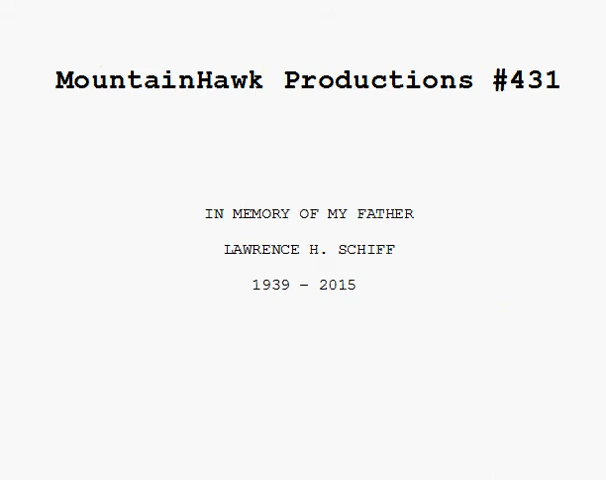 MountainHawk Productions #431
IN MEMORY OF MY FATHER
LAWRENCE H. SCHIFF
1939 – 2015